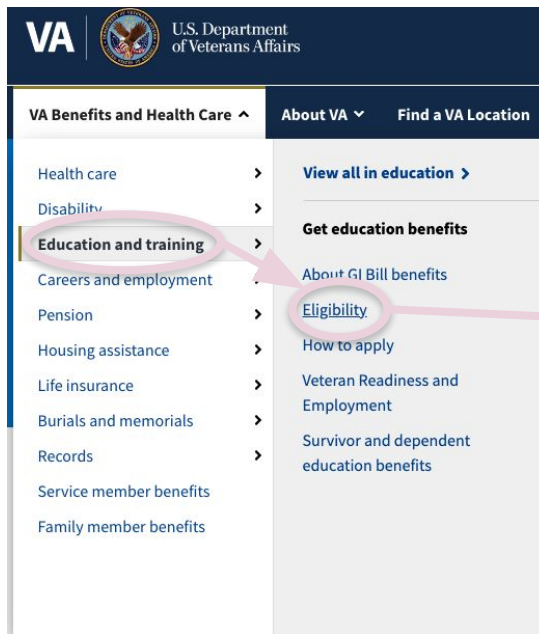 VA
U.S. Department
of Veterans Affairs
VA Benefits and Health Care
About VA
Find a VA Location
Health care
Disability
Education and training
Careers and employment
Pension
Housing assistance
Life insurance
Burials and memorials
Records
Service member benefits
Family member benefits
View all in education
Get education benefits
About GI Bill benefits
Eligibility
How to apply
Veteran Readiness and
Employment
Survivor and dependent
education benefits